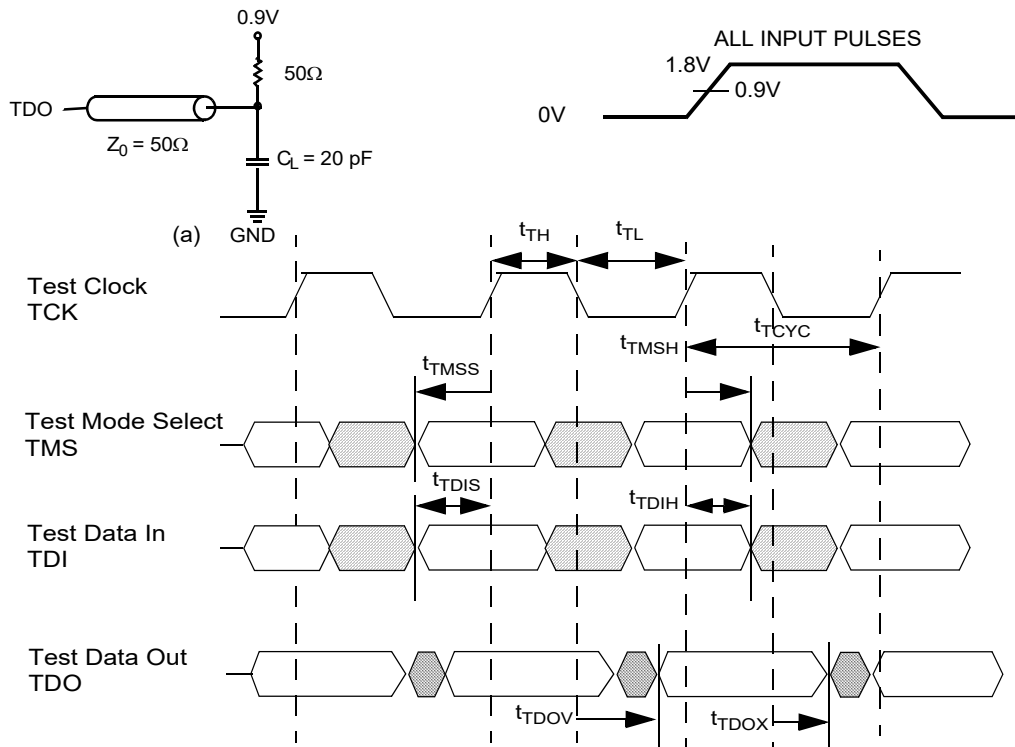 0.9V
ALL INPUT PULSES
50Ω
1.8V
0.9V
TDO
0V
Z0 = 50Ω
CL = 20 pF
(a)
GND
tTH
tTL
Test Clock
TCK
tTCYC
tTMSH
tTMSS
Test Mode Select
TMS
tTDIS
tTDIH
Test Data In
TDI
Test Data Out
TDO
tTDOV
tTDOX